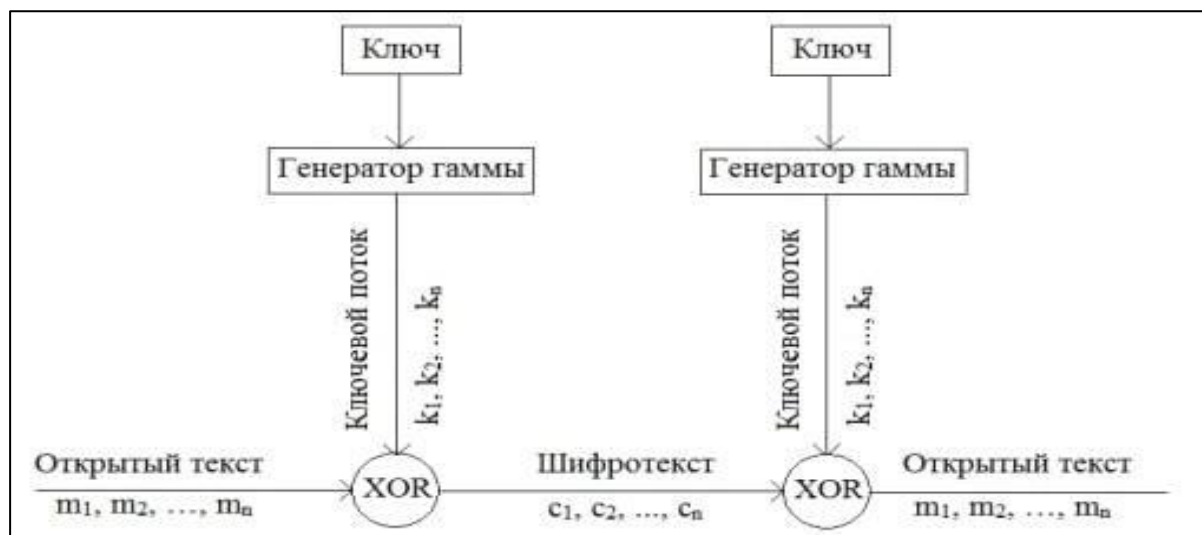 Ключ
Ключ
Генератор гаммы
Генератор гаммы
Ключевой поток
k₁, k₂, ..., kₙ
Ключевой поток
k₁, k₂, ..., kₙ
Открытый текст
m₁, m₂, ..., mₙ
XOR
Шифротекст
c₁, c₂, ..., cₙ
XOR
Открытый текст
m₁, m₂, ..., mₙ